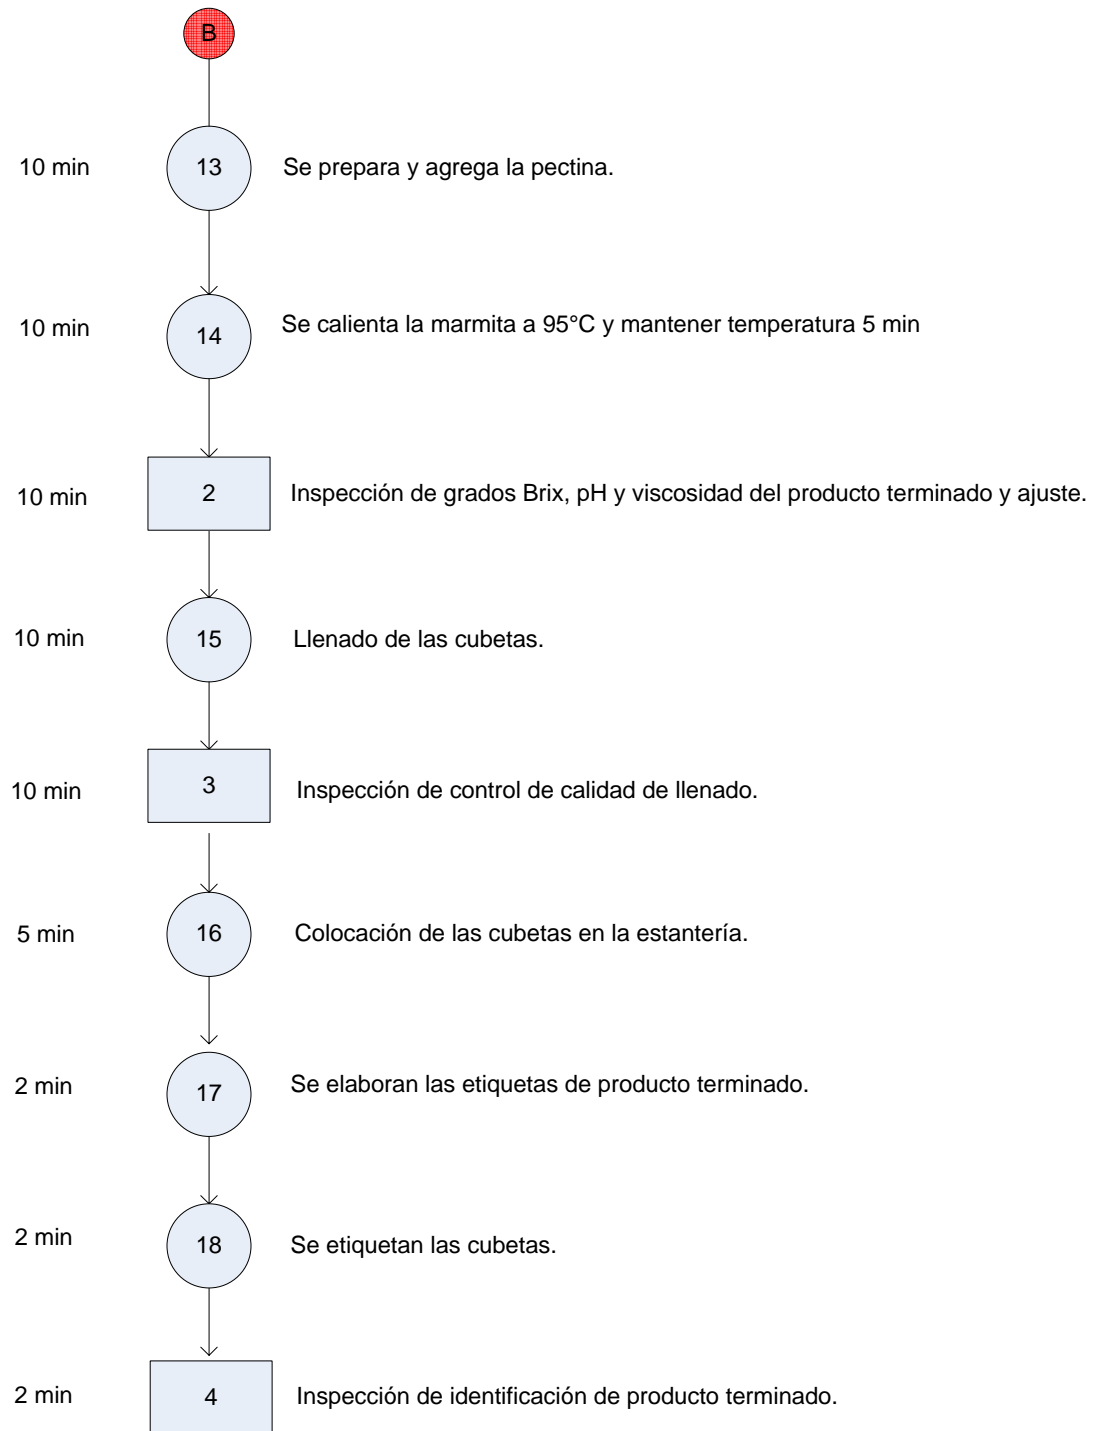 B
10 min 13 Se prepara y agrega la pectina.
10 min 14 Se calienta la marmita a 95°C y mantener temperatura 5 min
10 min 2 Inspección de grados Brix, pH y viscosidad del producto terminado y ajuste.
10 min 15 Llenado de las cubetas.
10 min 3 Inspección de control de calidad de llenado.
5 min 16 Colocación de las cubetas en la estantería.
2 min 17 Se elaboran las etiquetas de producto terminado.
2 min 18 Se etiquetan las cubetas.
2 min 4 Inspección de identificación de producto terminado.